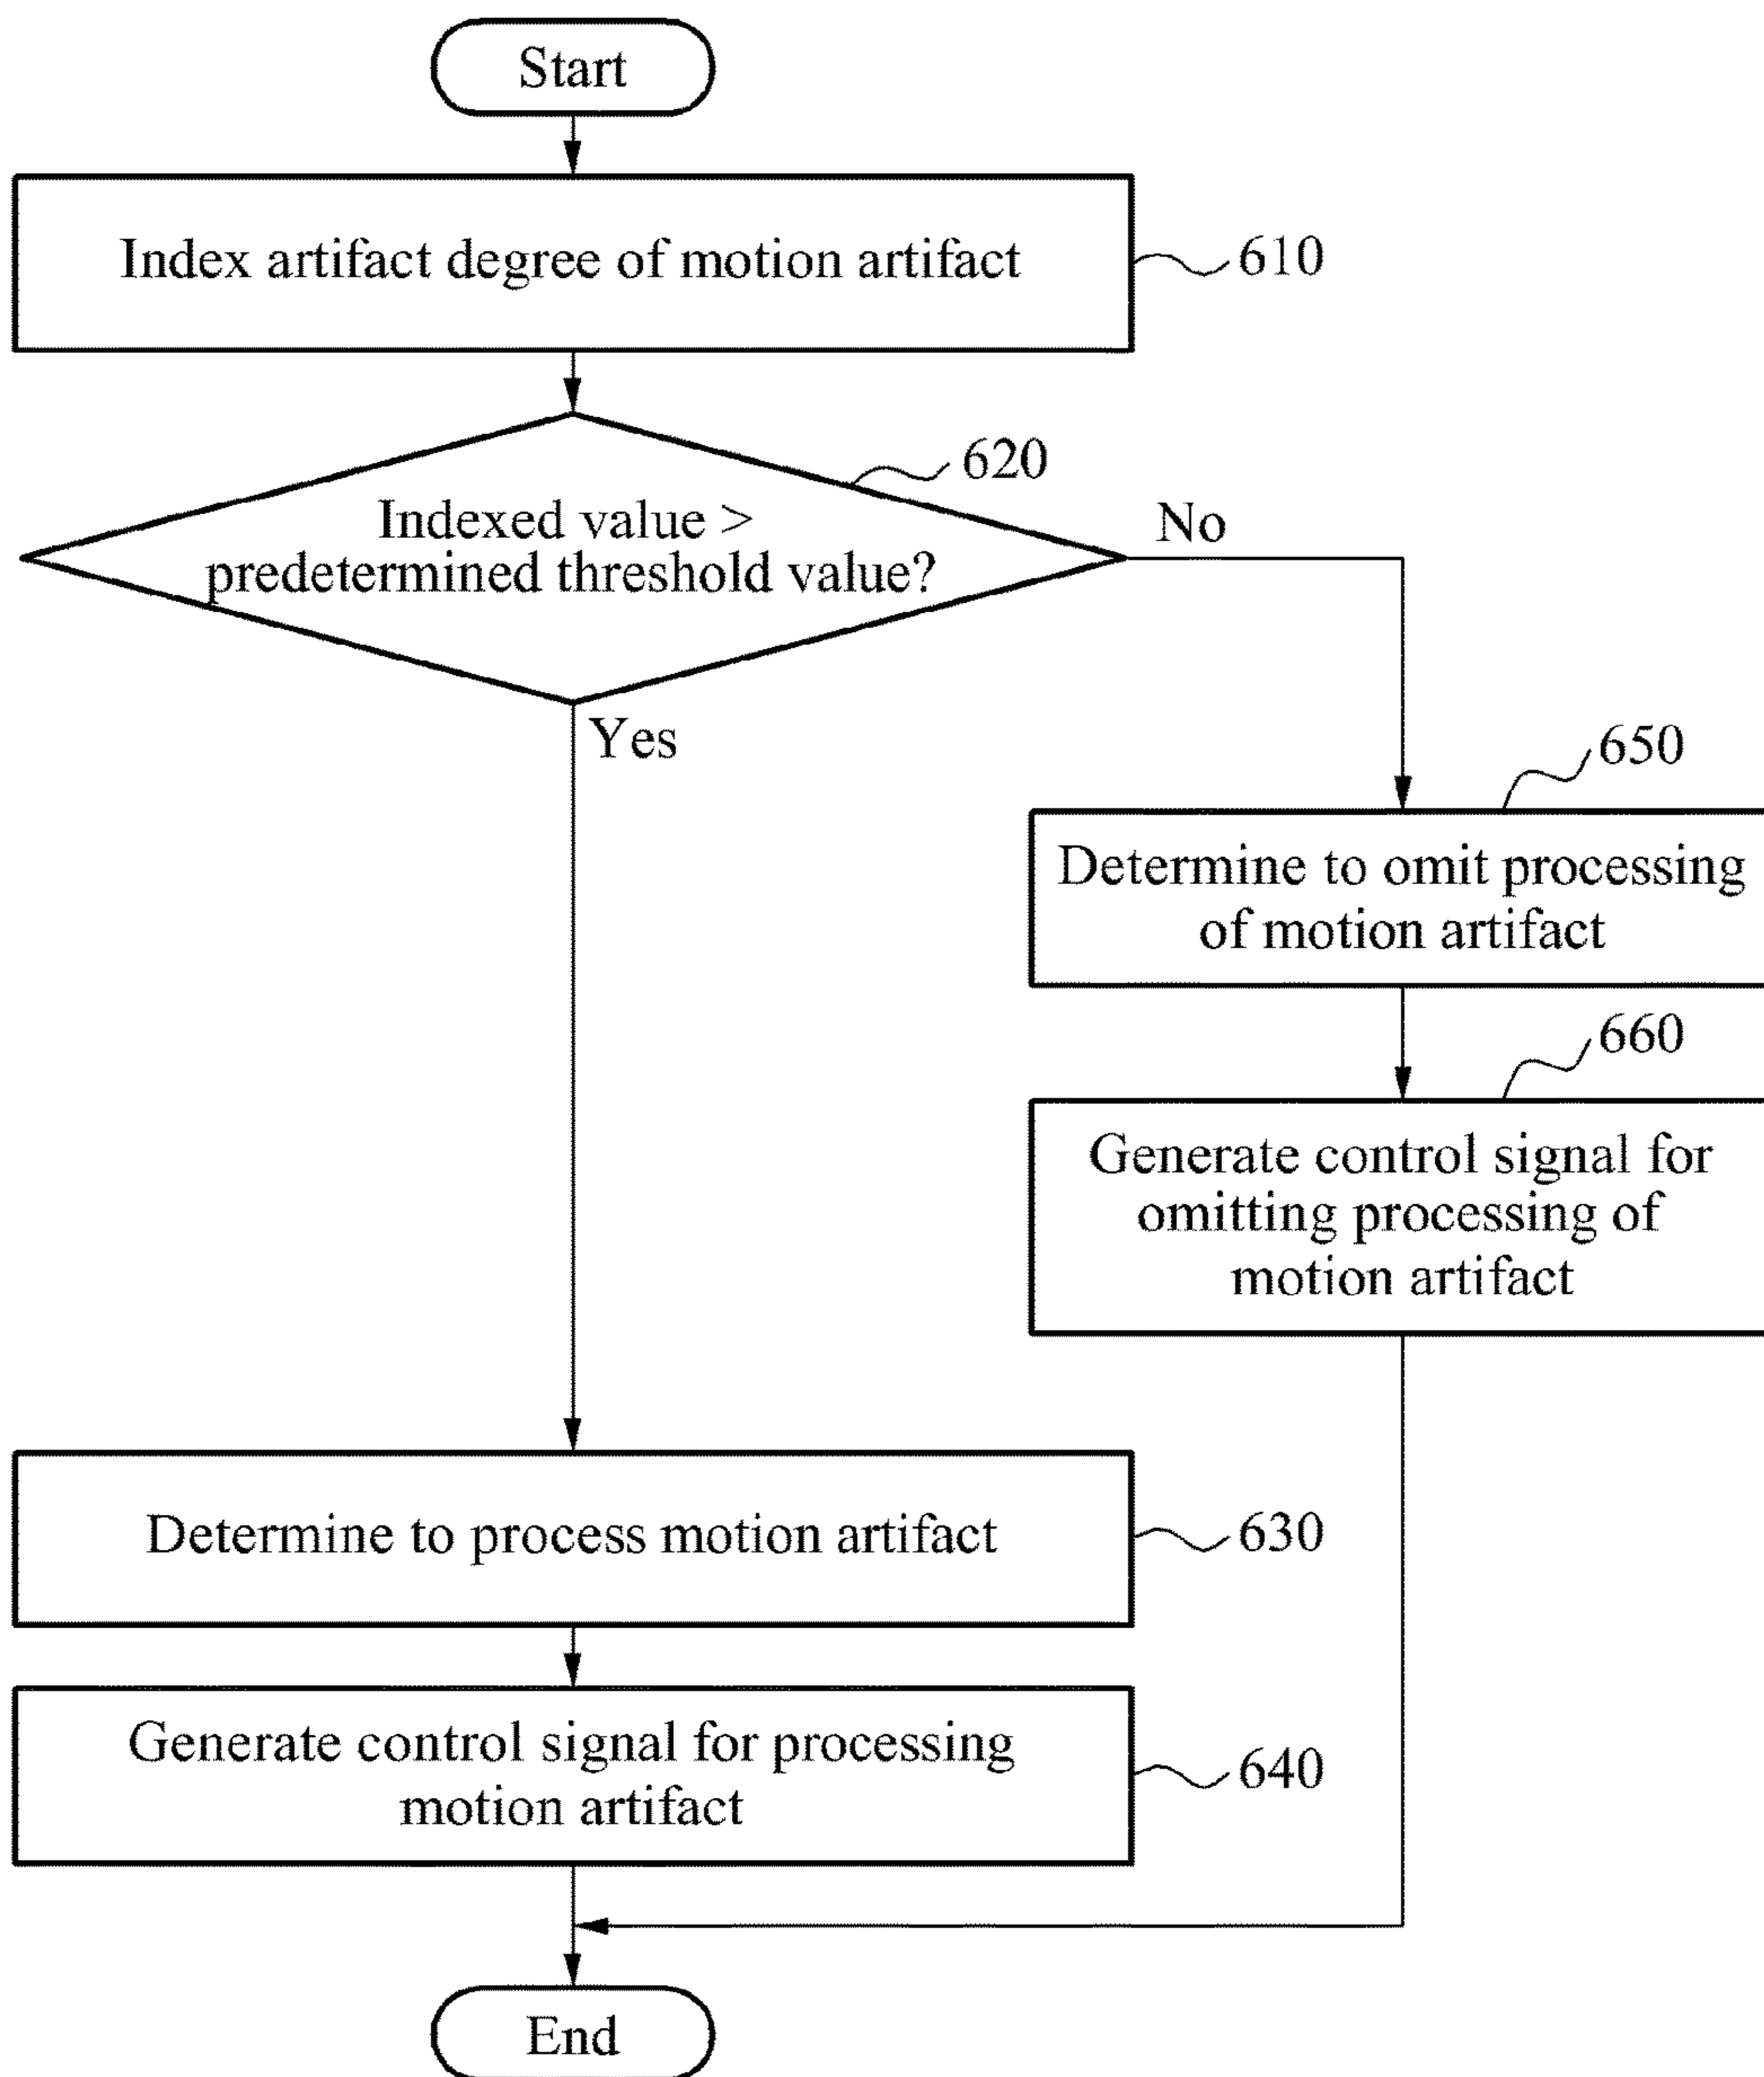 Start
Index artifact degree of motion artifact
610
620
Indexed value >
predetermined threshold value?
No
Yes
650
Determine to omit processing
of motion artifact
660
Generate control signal for
omitting processing of
motion artifact
Determine to process motion artifact
630
Generate control signal for processing
motion artifact
640
End